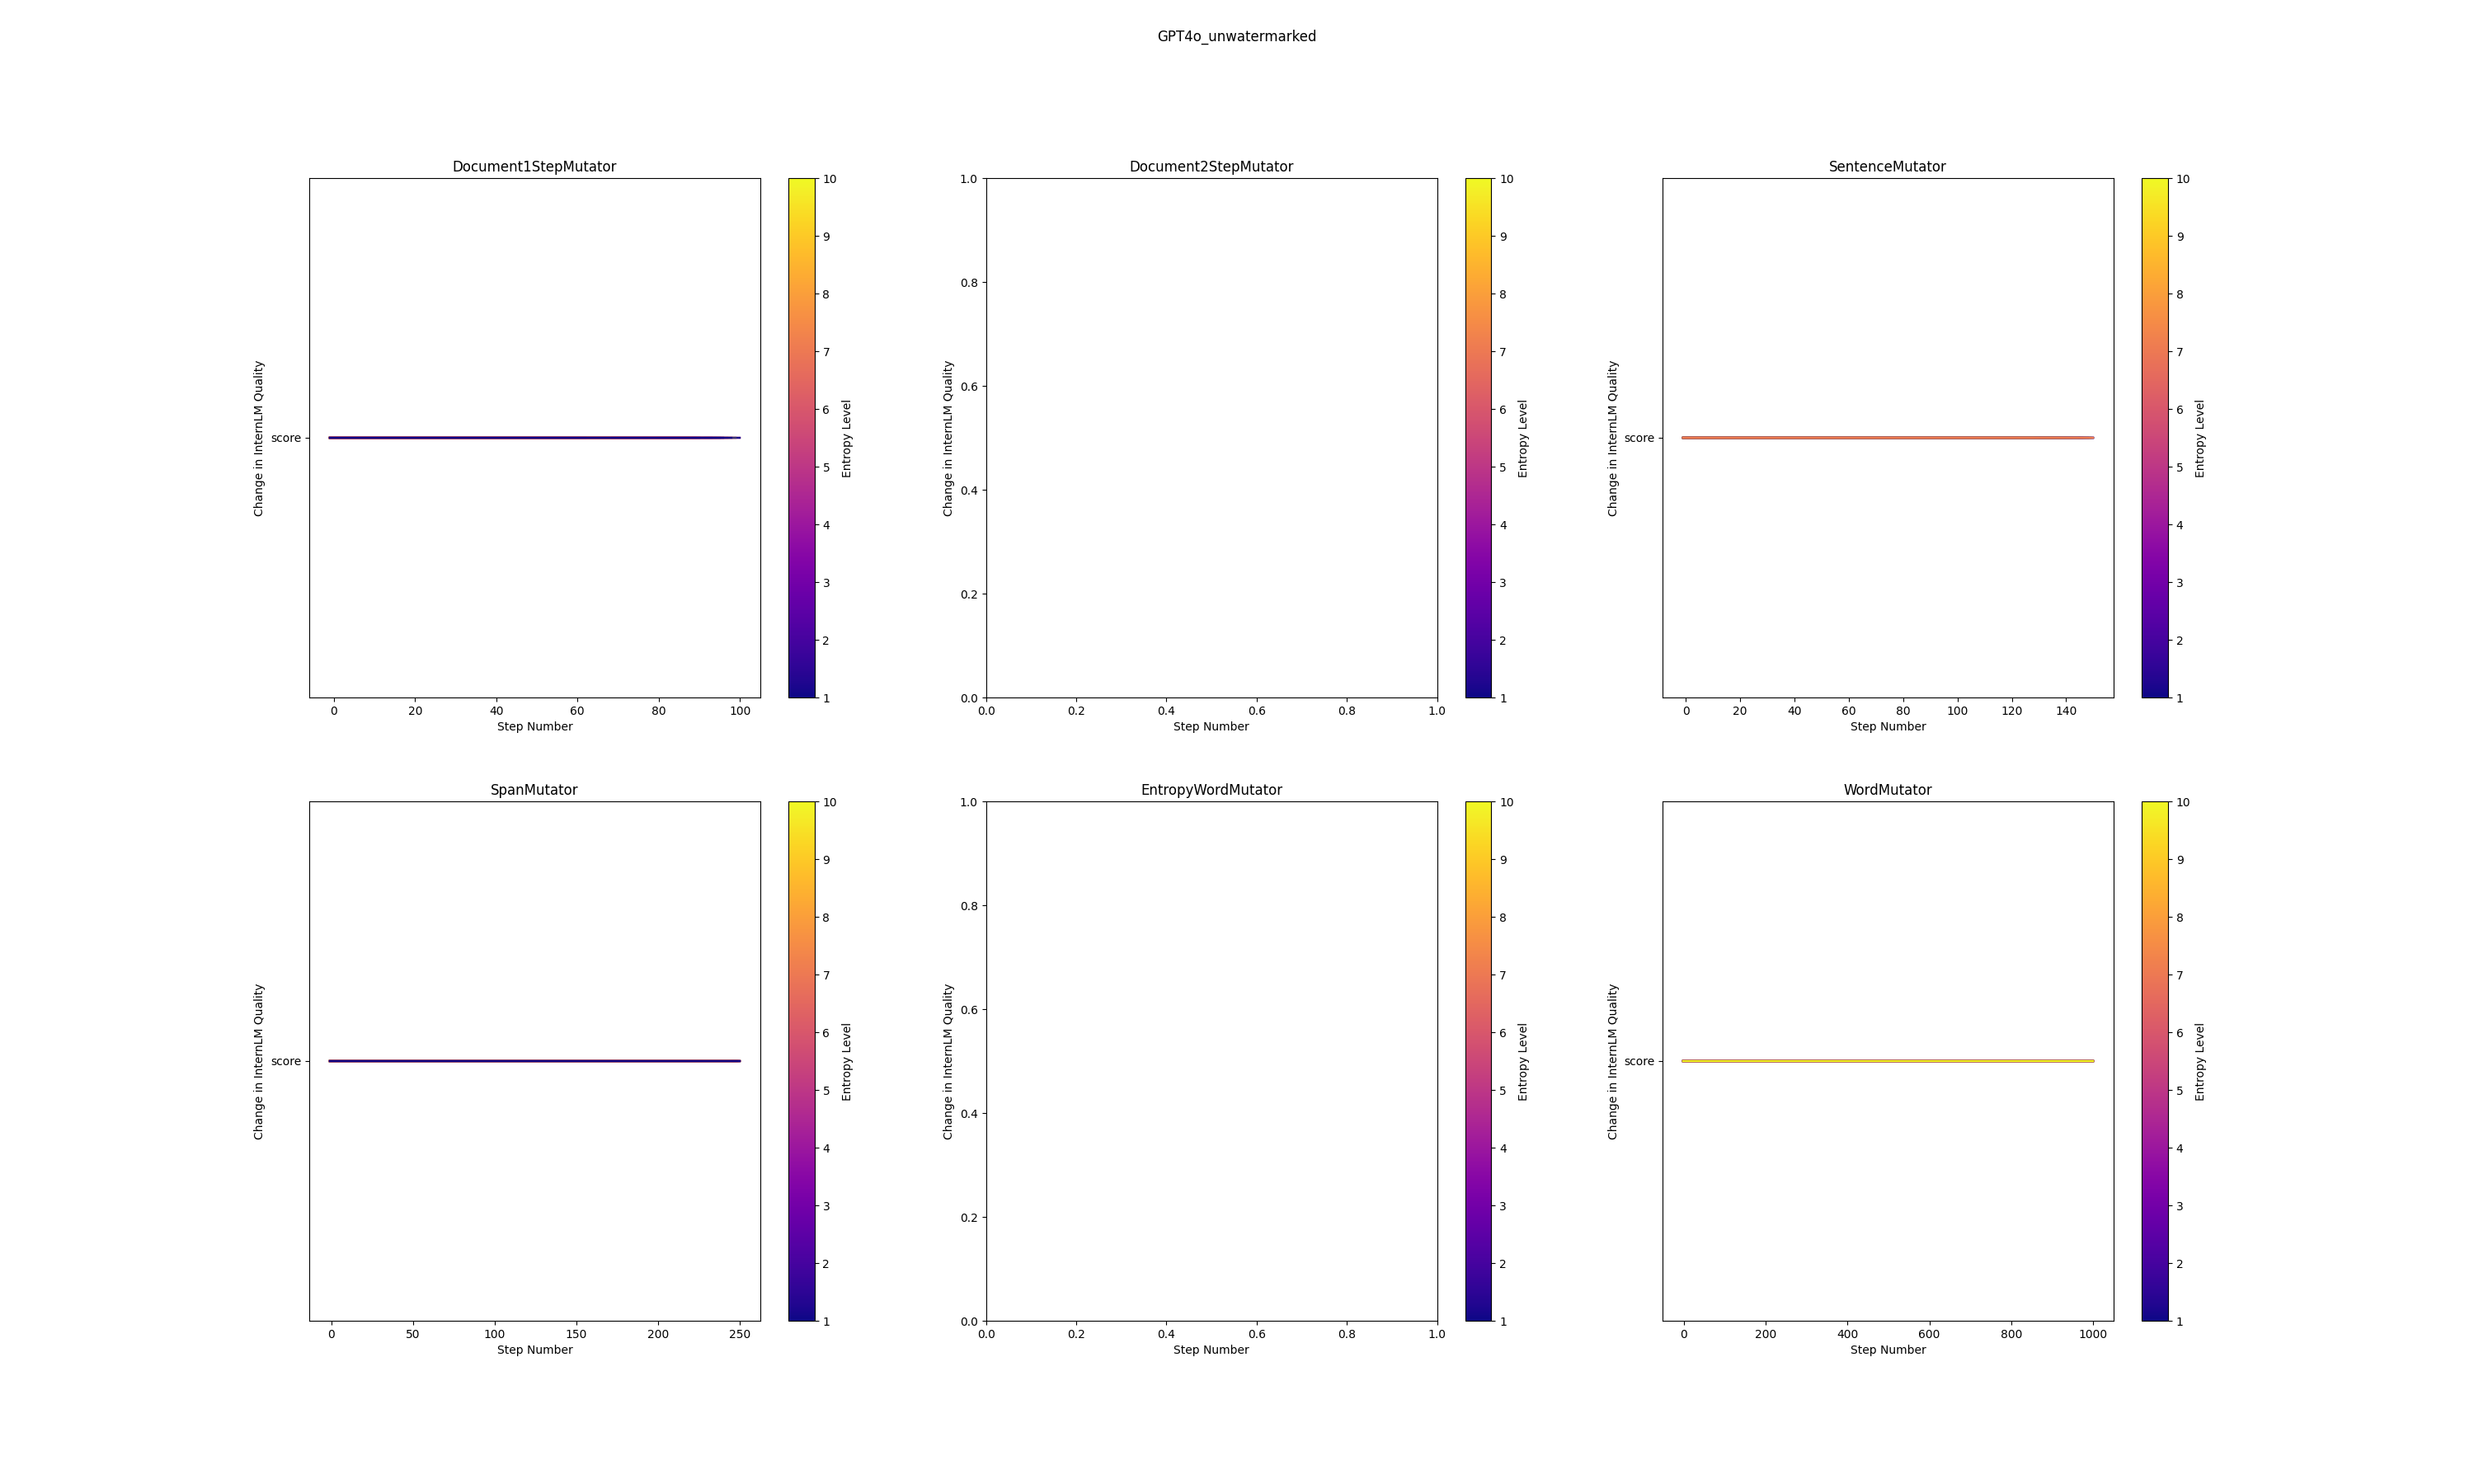 GPT4o_unwatermarked
Document1StepMutator
Change in InternLM Quality
score
0 20 40 60 80 100
Step Number
10
9
8
7
6
5
4
3
2
1
Entropy Level
Document2StepMutator
Change in InternLM Quality
1.0
0.8
0.6
0.4
0.2
0.0
0.0 0.2 0.4 0.6 0.8 1.0
Step Number
10
9
8
7
6
5
4
3
2
1
Entropy Level
SentenceMutator
Change in InternLM Quality
score
0 20 40 60 80 100 120 140
Step Number
10
9
8
7
6
5
4
3
2
1
Entropy Level
SpanMutator
Change in InternLM Quality
score
0 50 100 150 200 250
Step Number
10
9
8
7
6
5
4
3
2
1
Entropy Level
EntropyWordMutator
Change in InternLM Quality
1.0
0.8
0.6
0.4
0.2
0.0
0.0 0.2 0.4 0.6 0.8 1.0
Step Number
10
9
8
7
6
5
4
3
2
1
Entropy Level
WordMutator
Change in InternLM Quality
score
0 200 400 600 800 1000
Step Number
10
9
8
7
6
5
4
3
2
1
Entropy Level